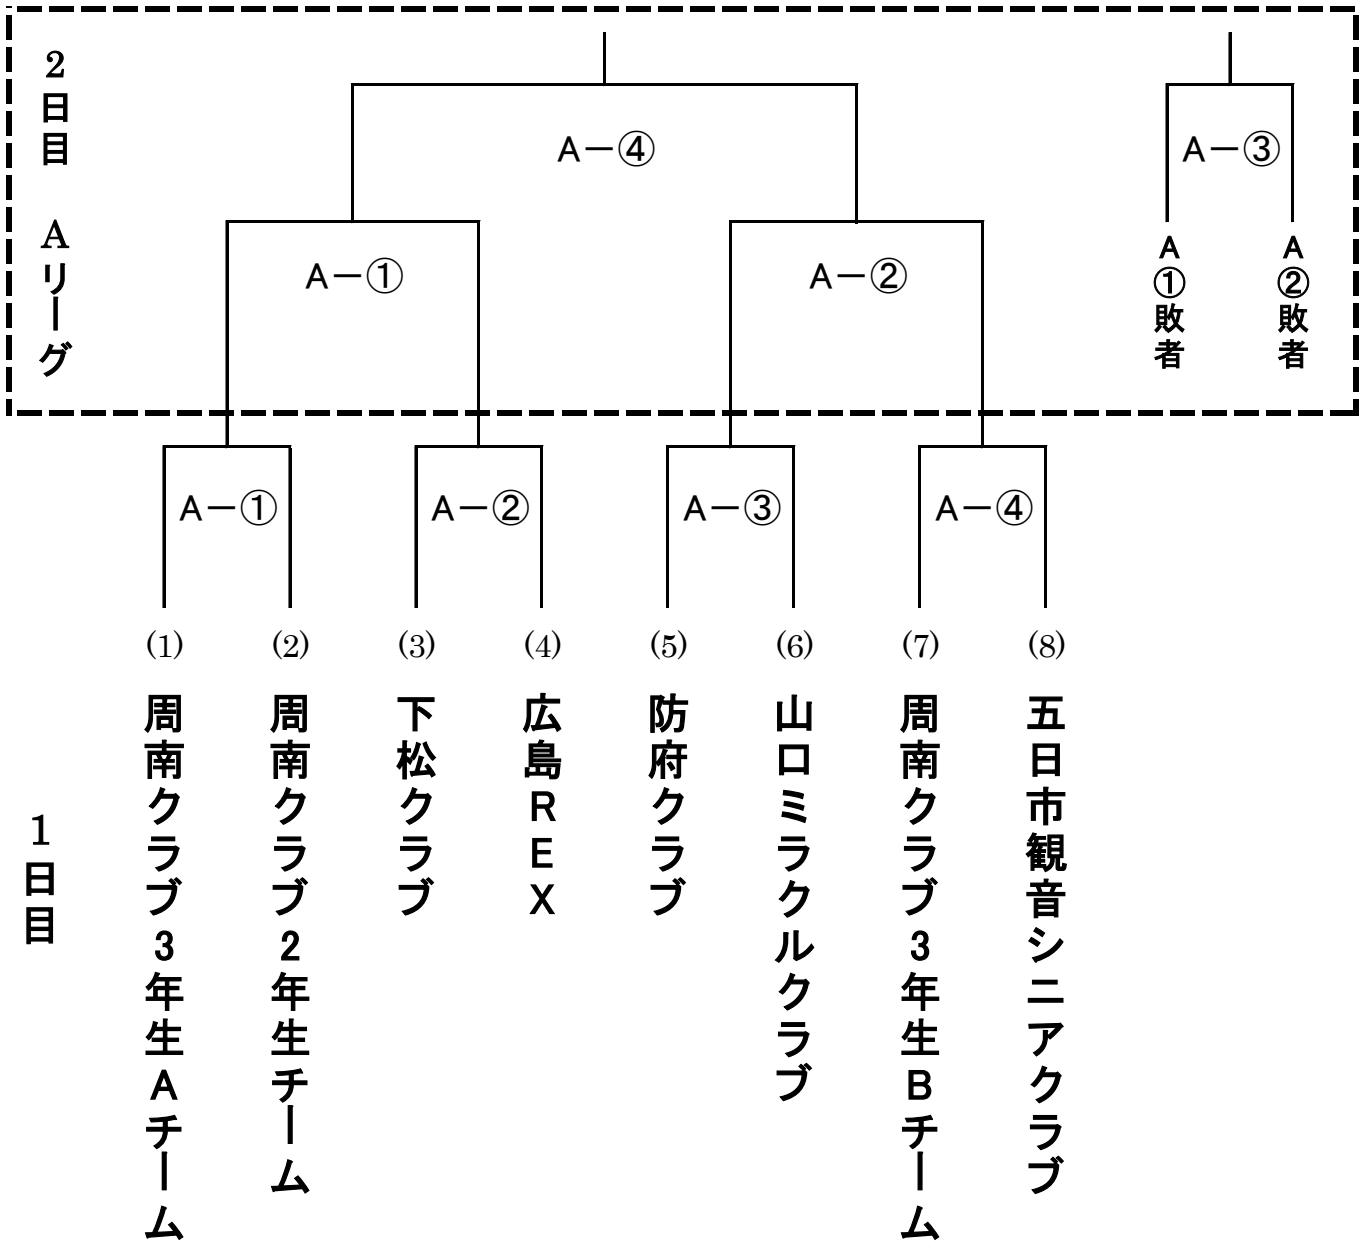 2日目 Aリーグ
A－④
A－③
A－①
A－②
A①敗者
A②敗者
A－①
A－②
A－③
A－④
(1)
(2)
(3)
(4)
(5)
(6)
(7)
(8)
1日目
周南クラブ3年生Aチーム
周南クラブ2年生チーム
下松クラブ
広島REX
防府クラブ
山口ミラクルクラブ
周南クラブ3年生Bチーム
五日市観音シニアクラブ